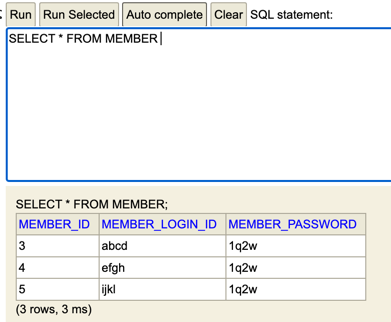 Run Run Selected Auto complete Clear SQL statement:
SELECT * FROM MEMBER
SELECT * FROM MEMBER;
MEMBER_ID MEMBER_LOGIN_ID MEMBER_PASSWORD
3 abcd 1q2w
4 efgh 1q2w
5 ijkl 1q2w
(3 rows, 3 ms)